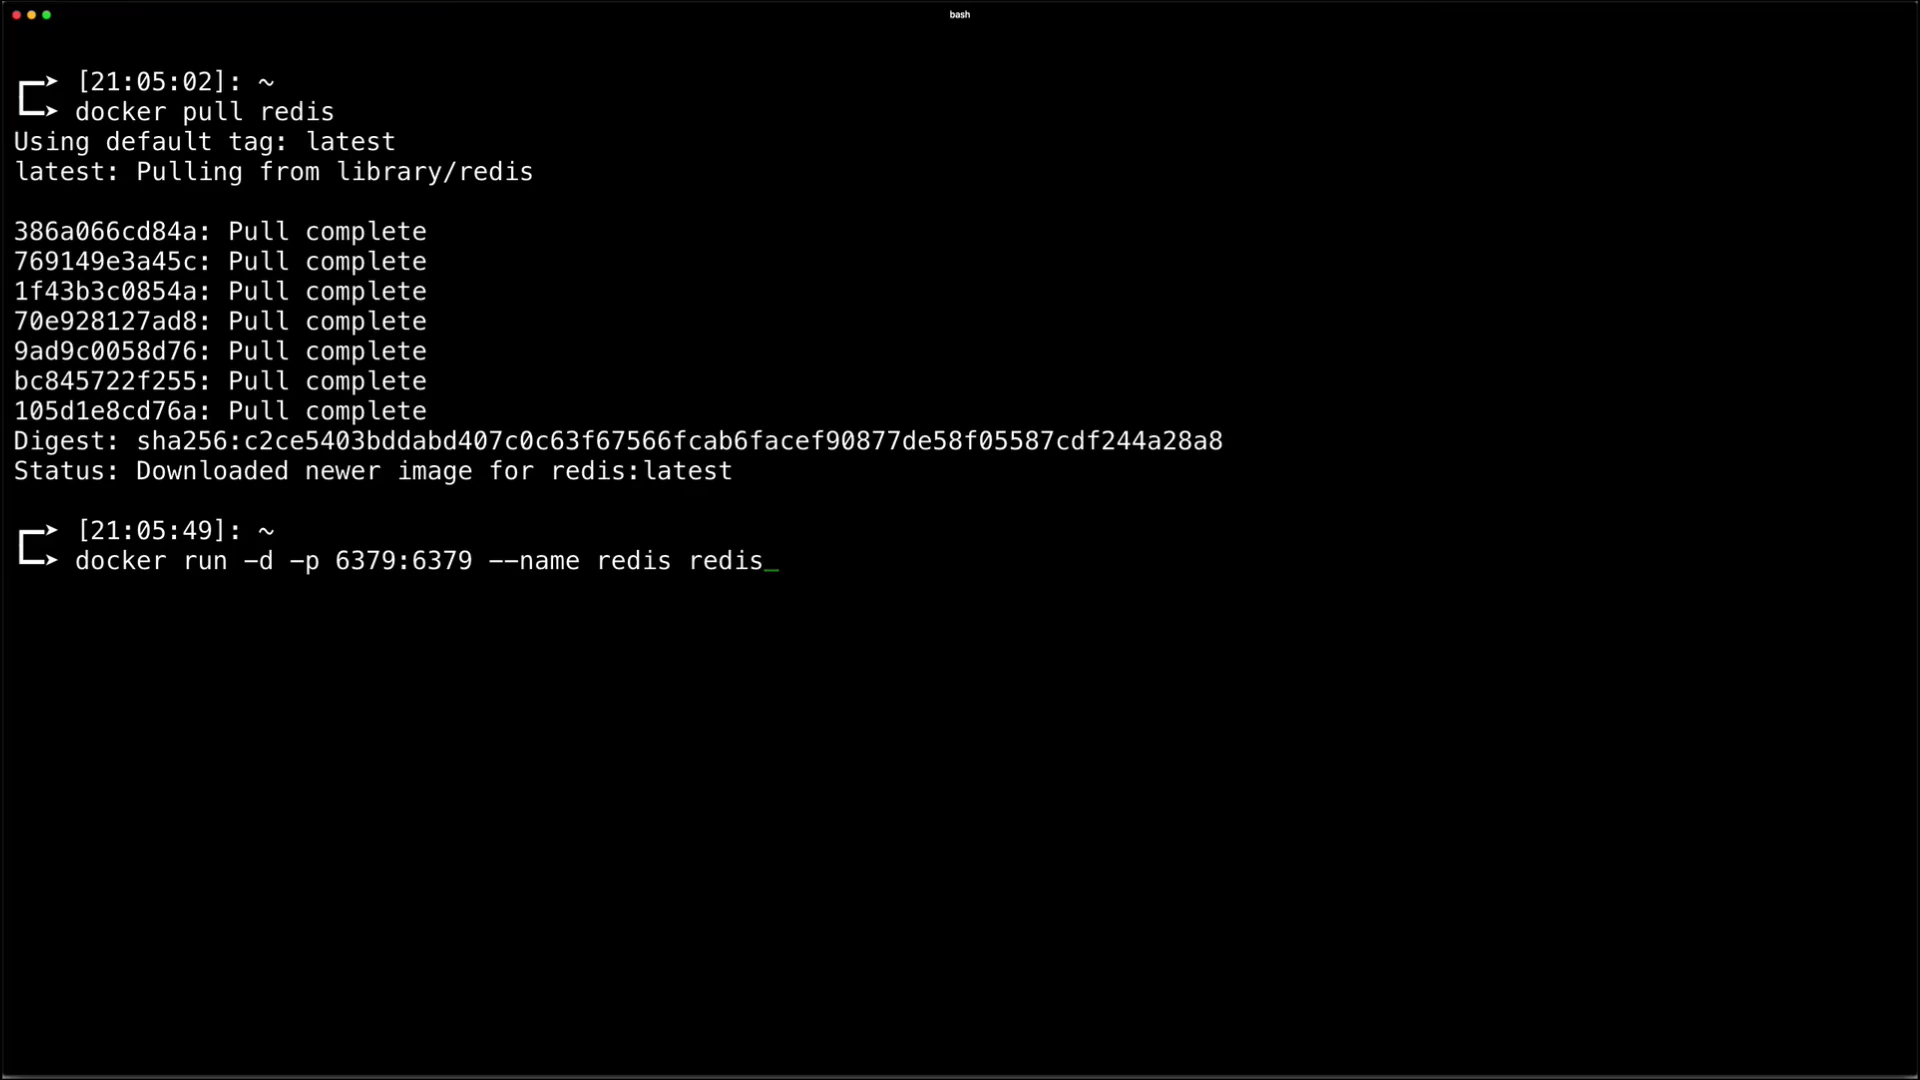 bash
[21:05:02]: ~
docker pull redis
Using default tag: latest
latest: Pulling from library/redis
386a066cd84a: Pull complete
769149e3a45c: Pull complete
1f43b3c0854a: Pull complete
70e928127ad8: Pull complete
9ad9c0058d76: Pull complete
bc845722f255: Pull complete
105d1e8cd76a: Pull complete
Digest: sha256:c2ce5403bddabd407c0c63f67566fcab6facef90877de58f05587cdf244a28a8
Status: Downloaded newer image for redis:latest
[21:05:49]: ~
docker run -d -p 6379:6379 --name redis redis_